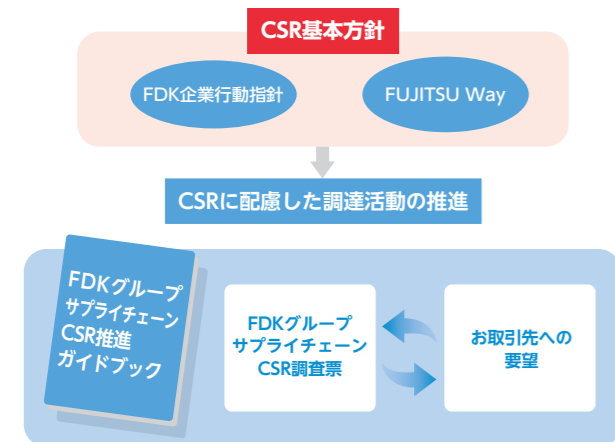 CSR基本方針
FDK企業行動指針
FUJITSU Way
CSRに配慮した調達活動の推進
FDKグループ
サプライチェーン
CSR推進
ガイドブック
FDKグループ
サプライチェーン
CSR調査票
お取引先への
要望